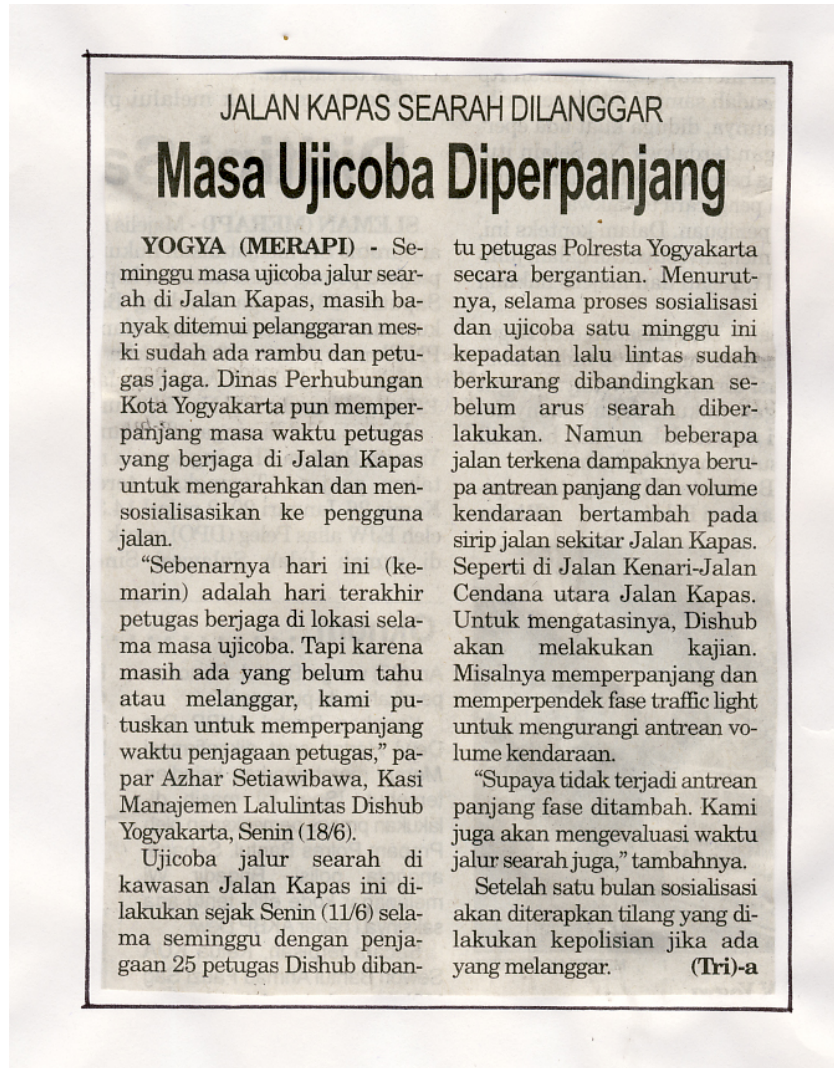 JALAN KAPAS SEARAH DILANGGAR
Masa Ujicoba Diperpanjang
YOGYA (MERAPI) - Se-
minggu masa ujicoba jalur sear-
ah di Jalan Kapas, masih ba-
nyak ditemui pelanggaran mes-
ki sudah ada rambu dan petu-
gas jaga. Dinas Perhubungan
Kota Yogyakarta pun memper-
panjang masa waktu petugas
yang berjaga di Jalan Kapas
untuk mengarahkan dan men-
sosialisasikan ke pengguna
jalan.
“Sebenarnya hari ini (ke-
marin) adalah hari terakhir
petugas berjaga di lokasi sela-
ma masa ujicoba. Tapi karena
masih ada yang belum tahu
atau melanggar, kami pu-
tuskan untuk memperpanjang
waktu penjagaan petugas,” pa-
par Azhar Setiawibawa, Kasi
Manajemen Lalulintas Dishub
Yogyakarta, Senin (18/6).
Ujicoba jalur searah di
kawasan Jalan Kapas ini di-
lakukan sejak Senin (11/6) sela-
ma seminggu dengan penja-
gaan 25 petugas Dishub diban-
tu petugas Polresta Yogyakarta
secara bergantian. Menurut-
nya, selama proses sosialisasi
dan ujicoba satu minggu ini
kepadatan lalu lintas sudah
berkurang dibandingkan se-
belum arus searah diber-
lakukan. Namun beberapa
jalan terkena dampaknya beru-
pa antrean panjang dan volume
kendaraan bertambah pada
sirip jalan sekitar Jalan Kapas.
Seperti di Jalan Kenari-Jalan
Cendana utara Jalan Kapas.
Untuk mengatasinya, Dishub
akan melakukan kajian.
Misalnya memperpanjang dan
memperpendek fase traffic light
untuk mengurangi antrean vo-
lume kendaraan.
“Supaya tidak terjadi antrean
panjang fase ditambah. Kami
juga akan mengevaluasi waktu
jalur searah juga,” tambahnya.
Setelah satu bulan sosialisasi
akan diterapkan tilang yang di-
lakukan kepolisian jika ada
yang melanggar. (Tri)-a